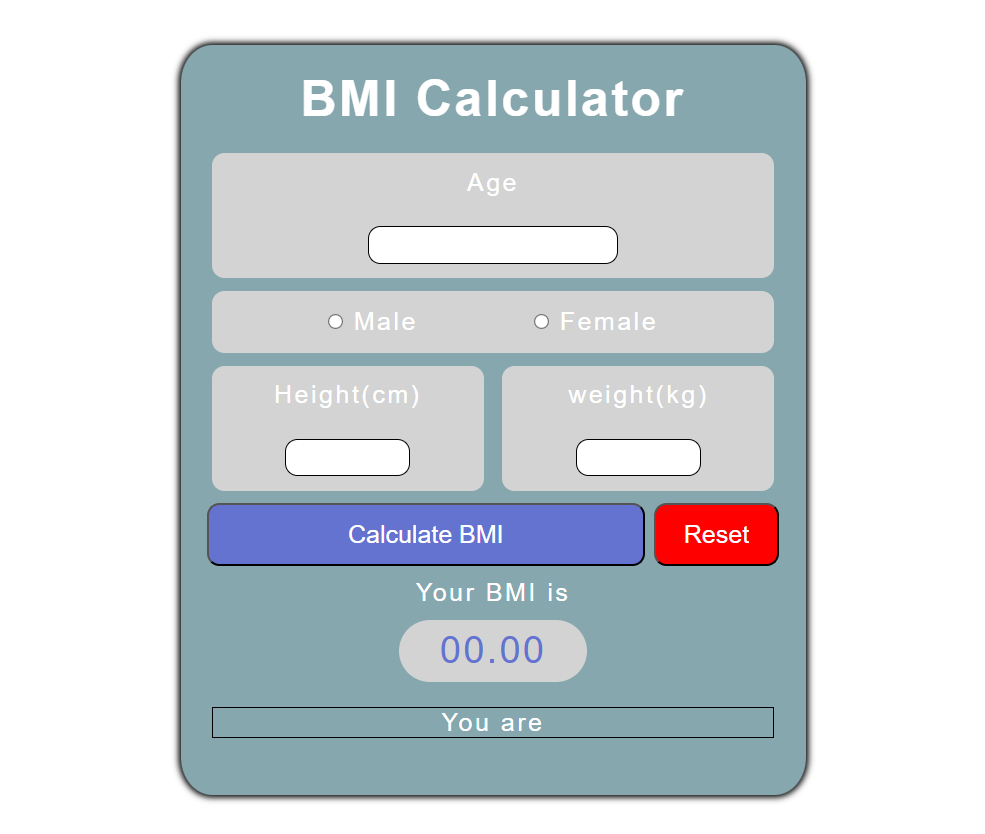 BMI Calculator
Age
Male Female
Height(cm) weight(kg)
Calculate BMI Reset
Your BMI is
00.00
You are